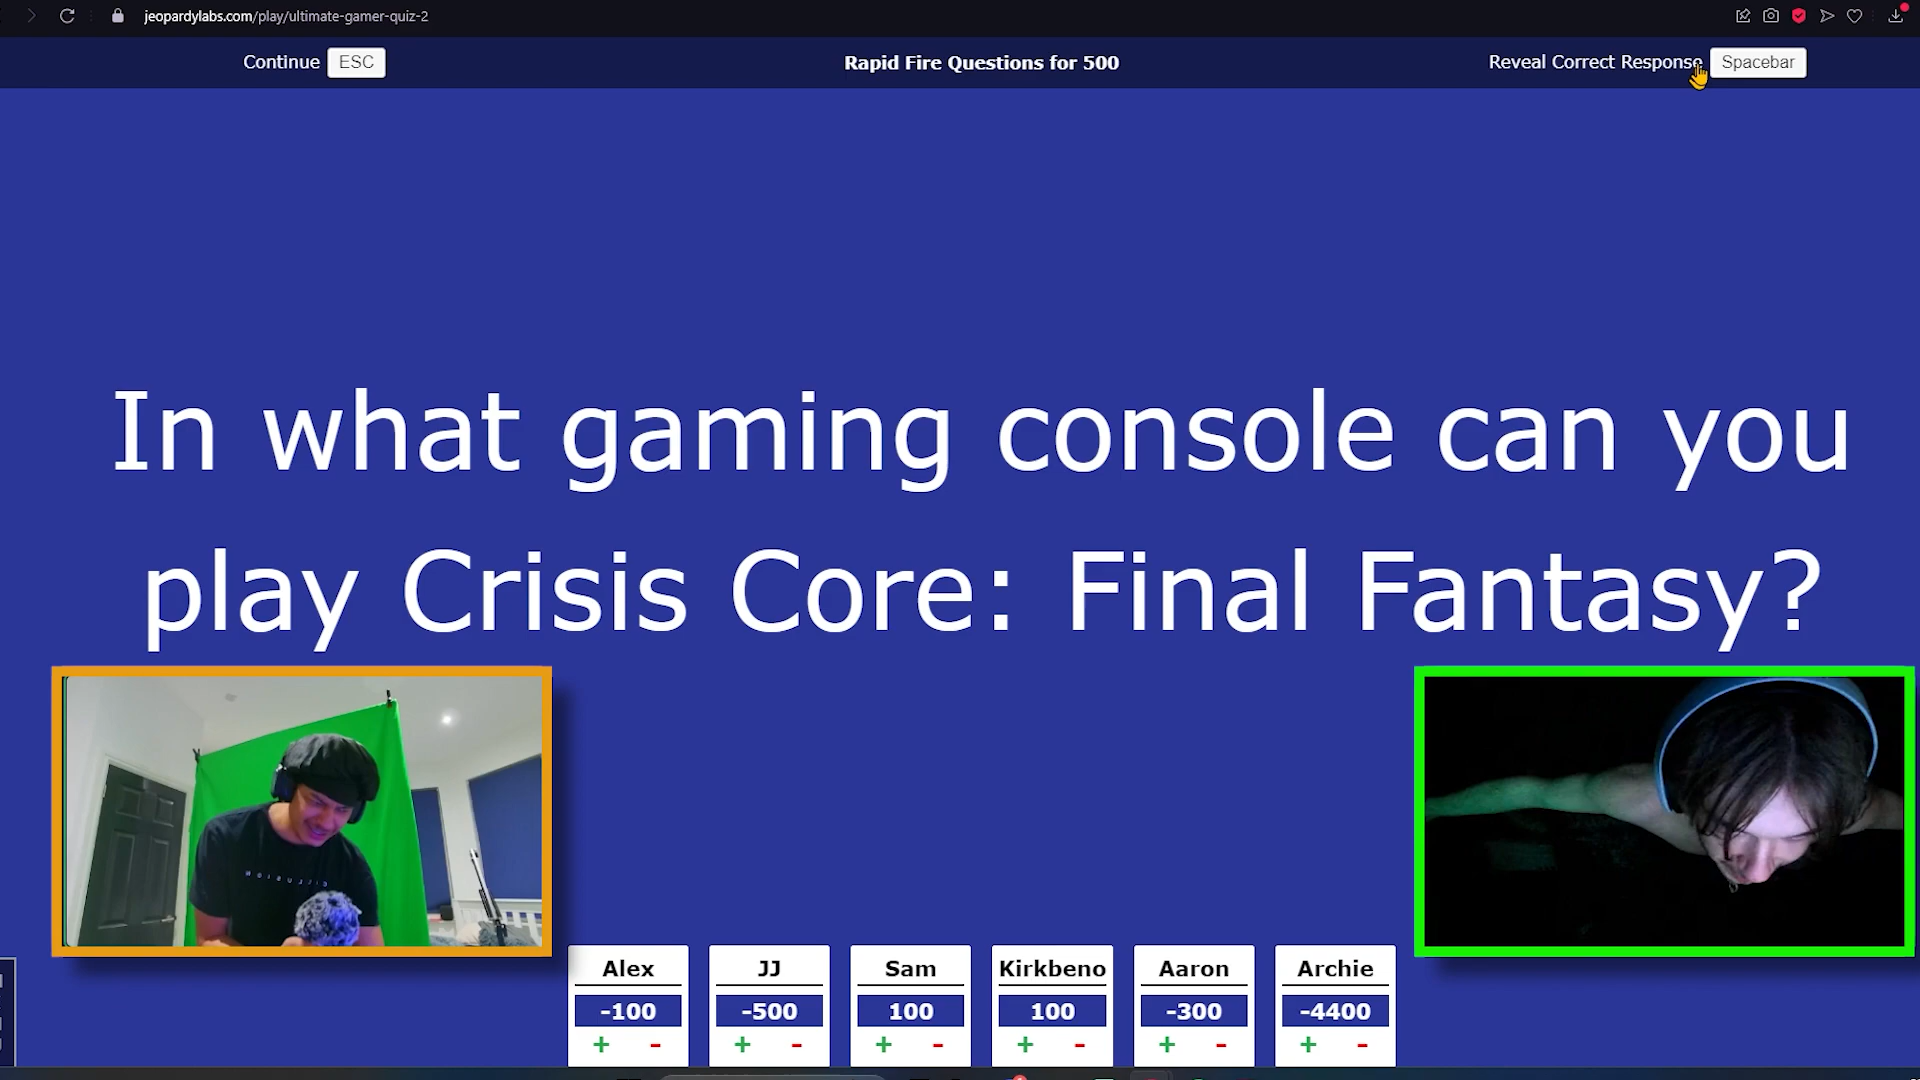 jeopardylabs.com/play/ultimate-gamer-quiz-2
Continue ESC
Rapid Fire Questions for 500
Reveal Correct Response Spacebar
In what gaming console can you
play Crisis Core: Final Fantasy?
Alex JJ Sam Kirkbeno Aaron Archie
-100 -500 100 100 -300 -4400
+ - + - + - + - + - + -